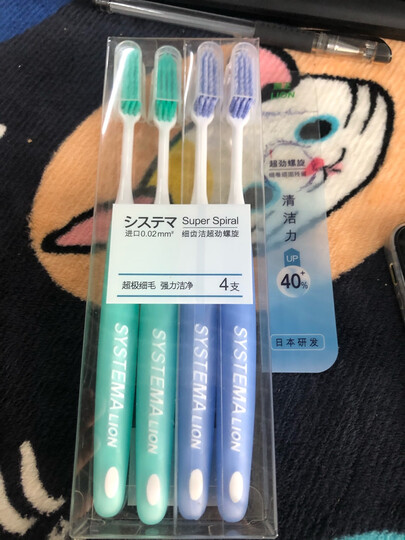 LION
超劲螺旋
清洁力
UP
40%+
日本研发
システマ Super Spiral
进口0.02mm 细齿洁超劲螺旋
超极细毛 强力洁净 4支
SYSTEMA LION
SYSTEMA LION
SYSTEMA LION
SYSTEMA LION